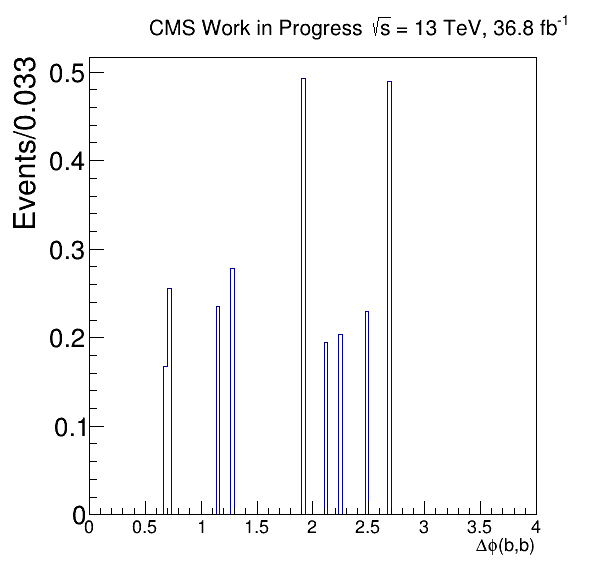 CMS Work in Progress √s = 13 TeV, 36.8 fb⁻¹
Events/0.033
0.5
0.4
0.3
0.2
0.1
0
0 0.5 1 1.5 2 2.5 3 3.5 4
Δϕ(b,b)